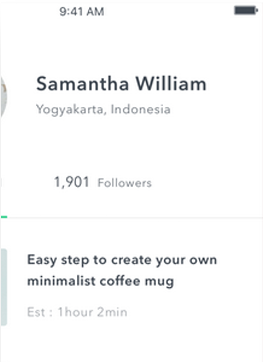 9:41 AM
Samantha William
Yogyakarta, Indonesia
1,901 Followers
Easy step to create your own
minimalist coffee mug
Est : 1hour 2min